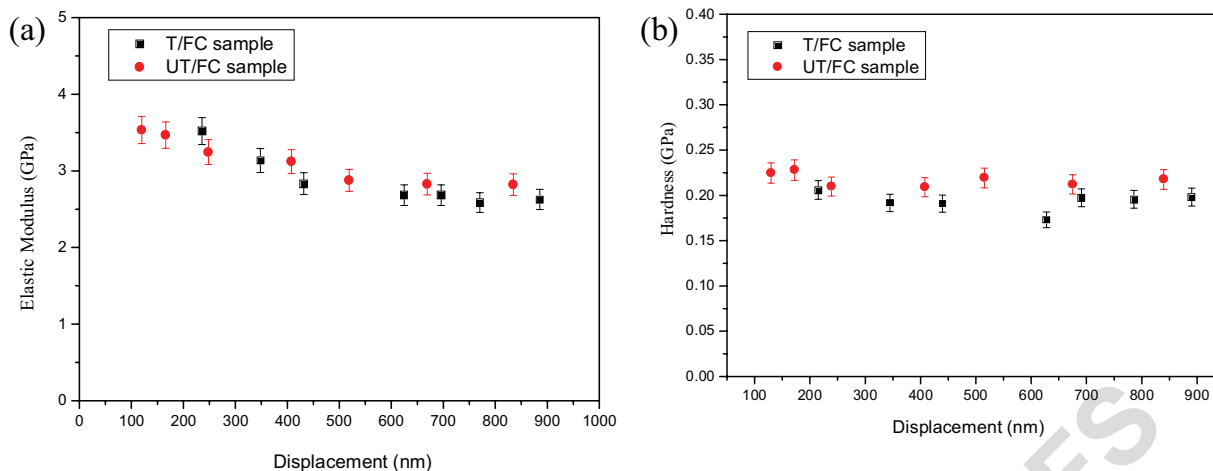 (a)
T/FC sample
UT/FC sample
Elastic Modulus (GPa)
5
4
3
2
1
0
0 100 200 300 400 500 600 700 800 900 1000
Displacement (nm)
(b)
T/FC sample
UT/FC sample
Hardness (GPa)
0.40
0.35
0.30
0.25
0.20
0.15
0.10
0.05
0.00
100 200 300 400 500 600 700 800 900
Displacement (nm)
FS